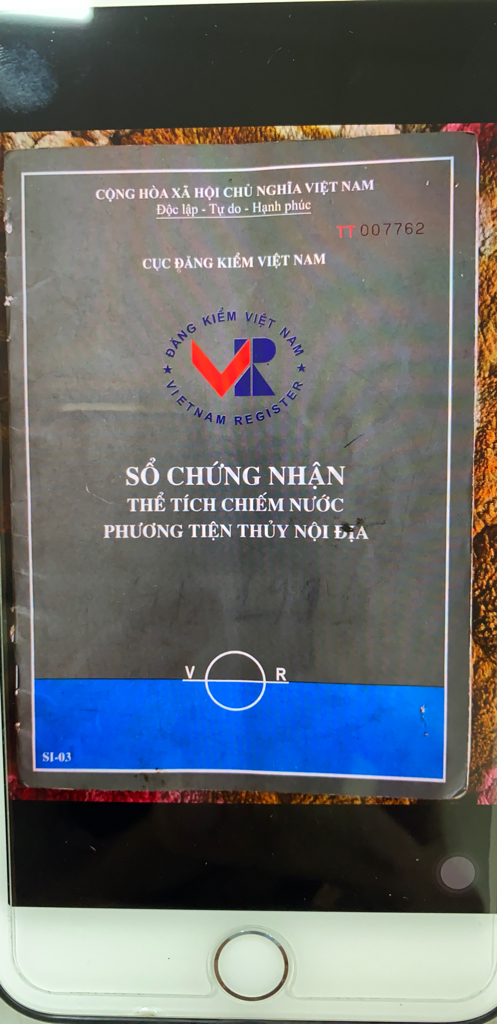 CỘNG HÒA XÃ HỘI CHỦ NGHĨA VIỆT NAM
Độc lập - Tự do - Hạnh phúc
TT 007762
CỤC ĐĂNG KIỂM VIỆT NAM
ĐĂNG KIỂM VIỆT NAM
VR
VIETNAM REGISTER
SỔ CHỨNG NHẬN
THỂ TÍCH CHIẾM NƯỚC
PHƯƠNG TIỆN THỦY NỘI ĐỊA
V R
SI-03